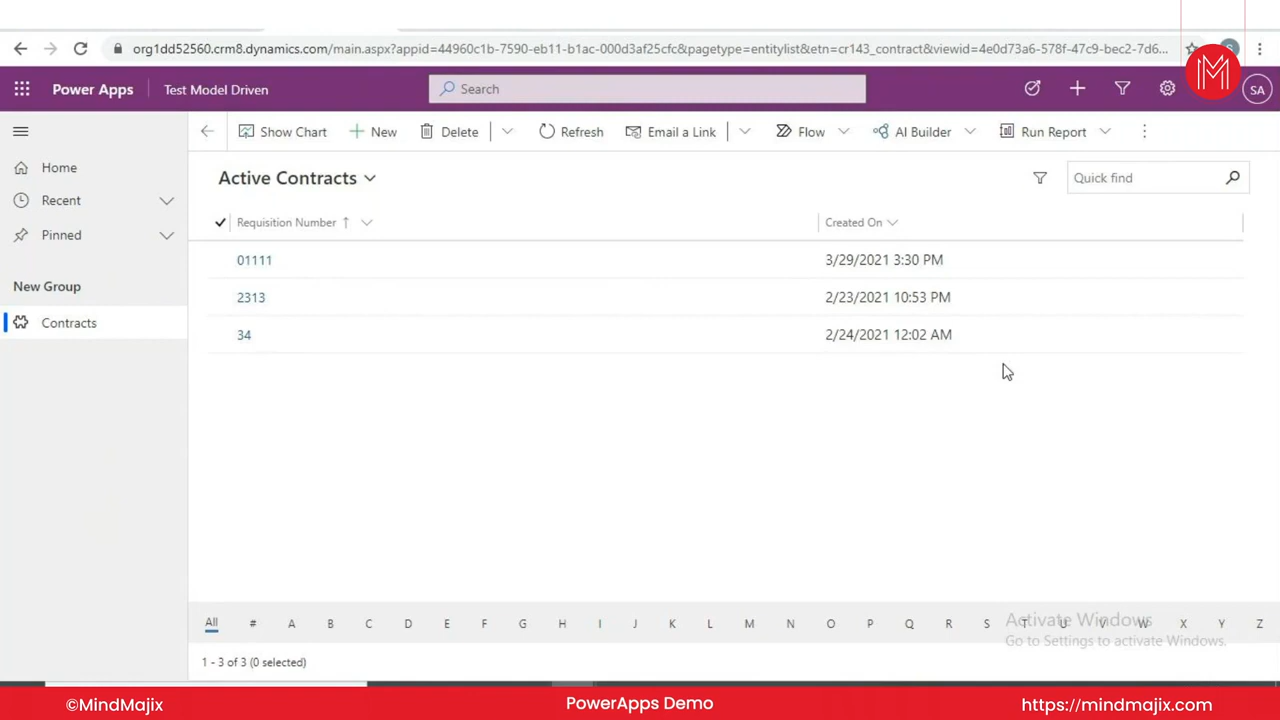 org1dd52560.crm8.dynamics.com/main.aspx?appid=44960c1b-7590-eb11-b1ac-000d3af25cfc&pagetype=entitylist&etn=cr143_contract&viewid=4e0d73a6-578f-47c9-bec2-7d6...
Power Apps Test Model Driven Search SA
Show Chart New Delete Refresh Email a Link Flow AI Builder Run Report
Home
Recent
Pinned
New Group
Contracts
Active Contracts Quick find
Requisition Number Created On
01111 3/29/2021 3:30 PM
2313 2/23/2021 10:53 PM
34 2/24/2021 12:02 AM
All # A B C D E F G H I J K L M N O P Q R S T U V W X Y Z
Activate Windows
Go to Settings to activate Windows.
1 - 3 of 3 (0 selected)
©MindMajix PowerApps Demo https://mindmajix.com